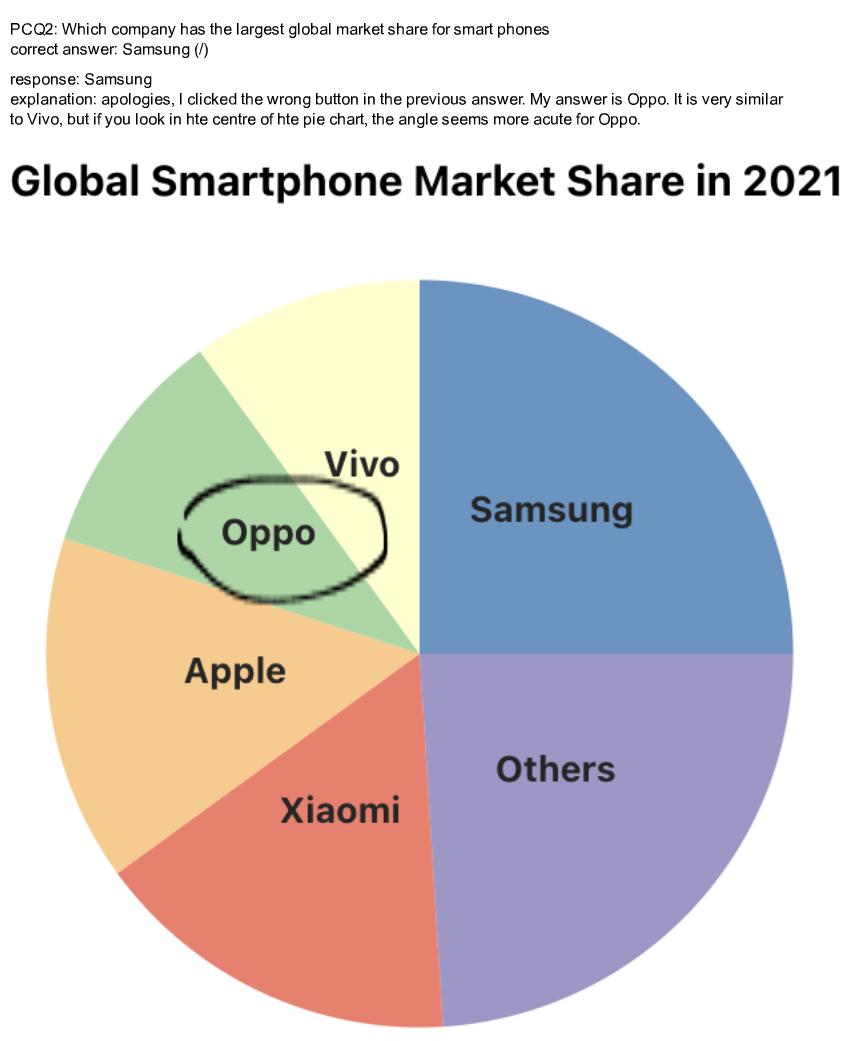 PCQ2: Which company has the largest global market share for smart phones
correct answer: Samsung (/)
response: Samsung
explanation: apologies, I clicked the wrong button in the previous answer. My answer is Oppo. It is very similar
to Vivo, but if you look in hte centre of hte pie chart, the angle seems more acute for Oppo.
Global Smartphone Market Share in 2021
Vivo
Samsung
Oppo
Apple
Others
Xiaomi